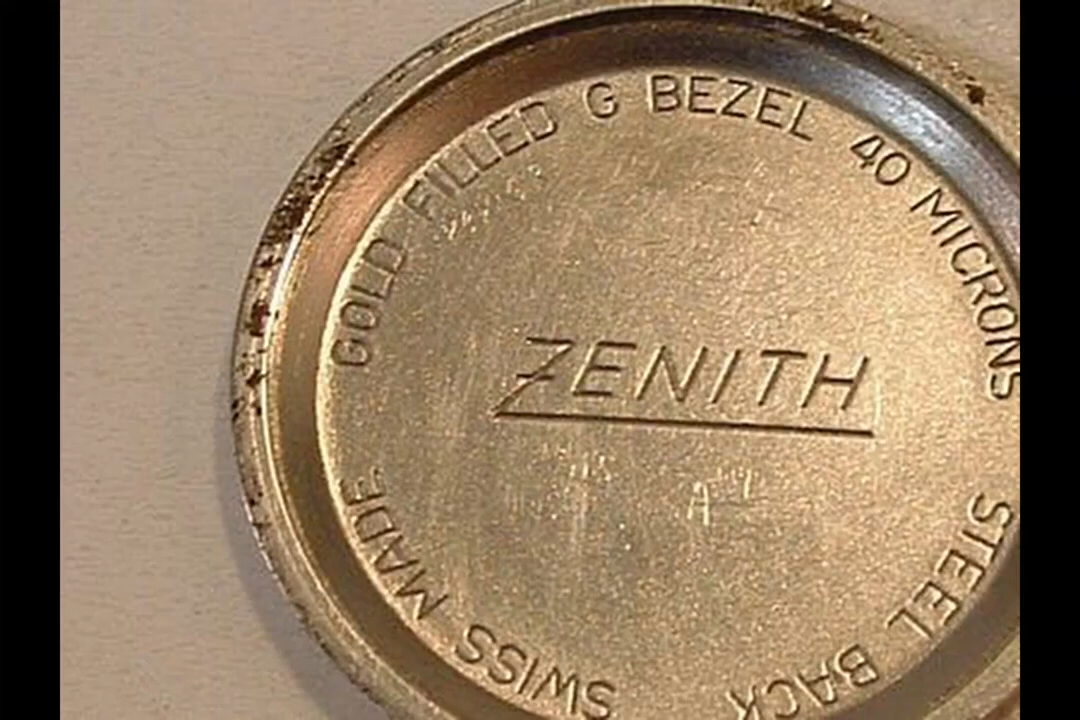 GOLD FILLED G BEZEL 40 MICRONS
ZENITH
STEEL BACK
SWISS MADE